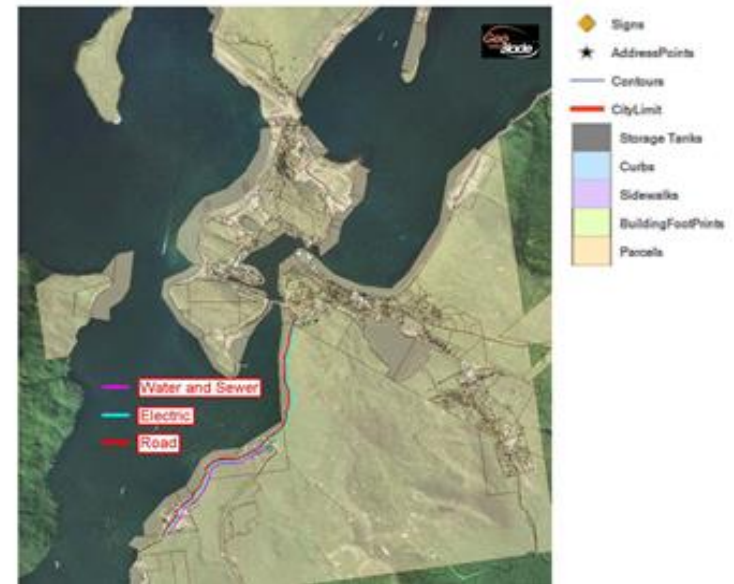 Signs
AddressPoints
Contours
CityLimit
Storage Tanks
Curbs
Sidewalks
BuildingFootPrints
Parcels
Water and Sewer
Electric
Road